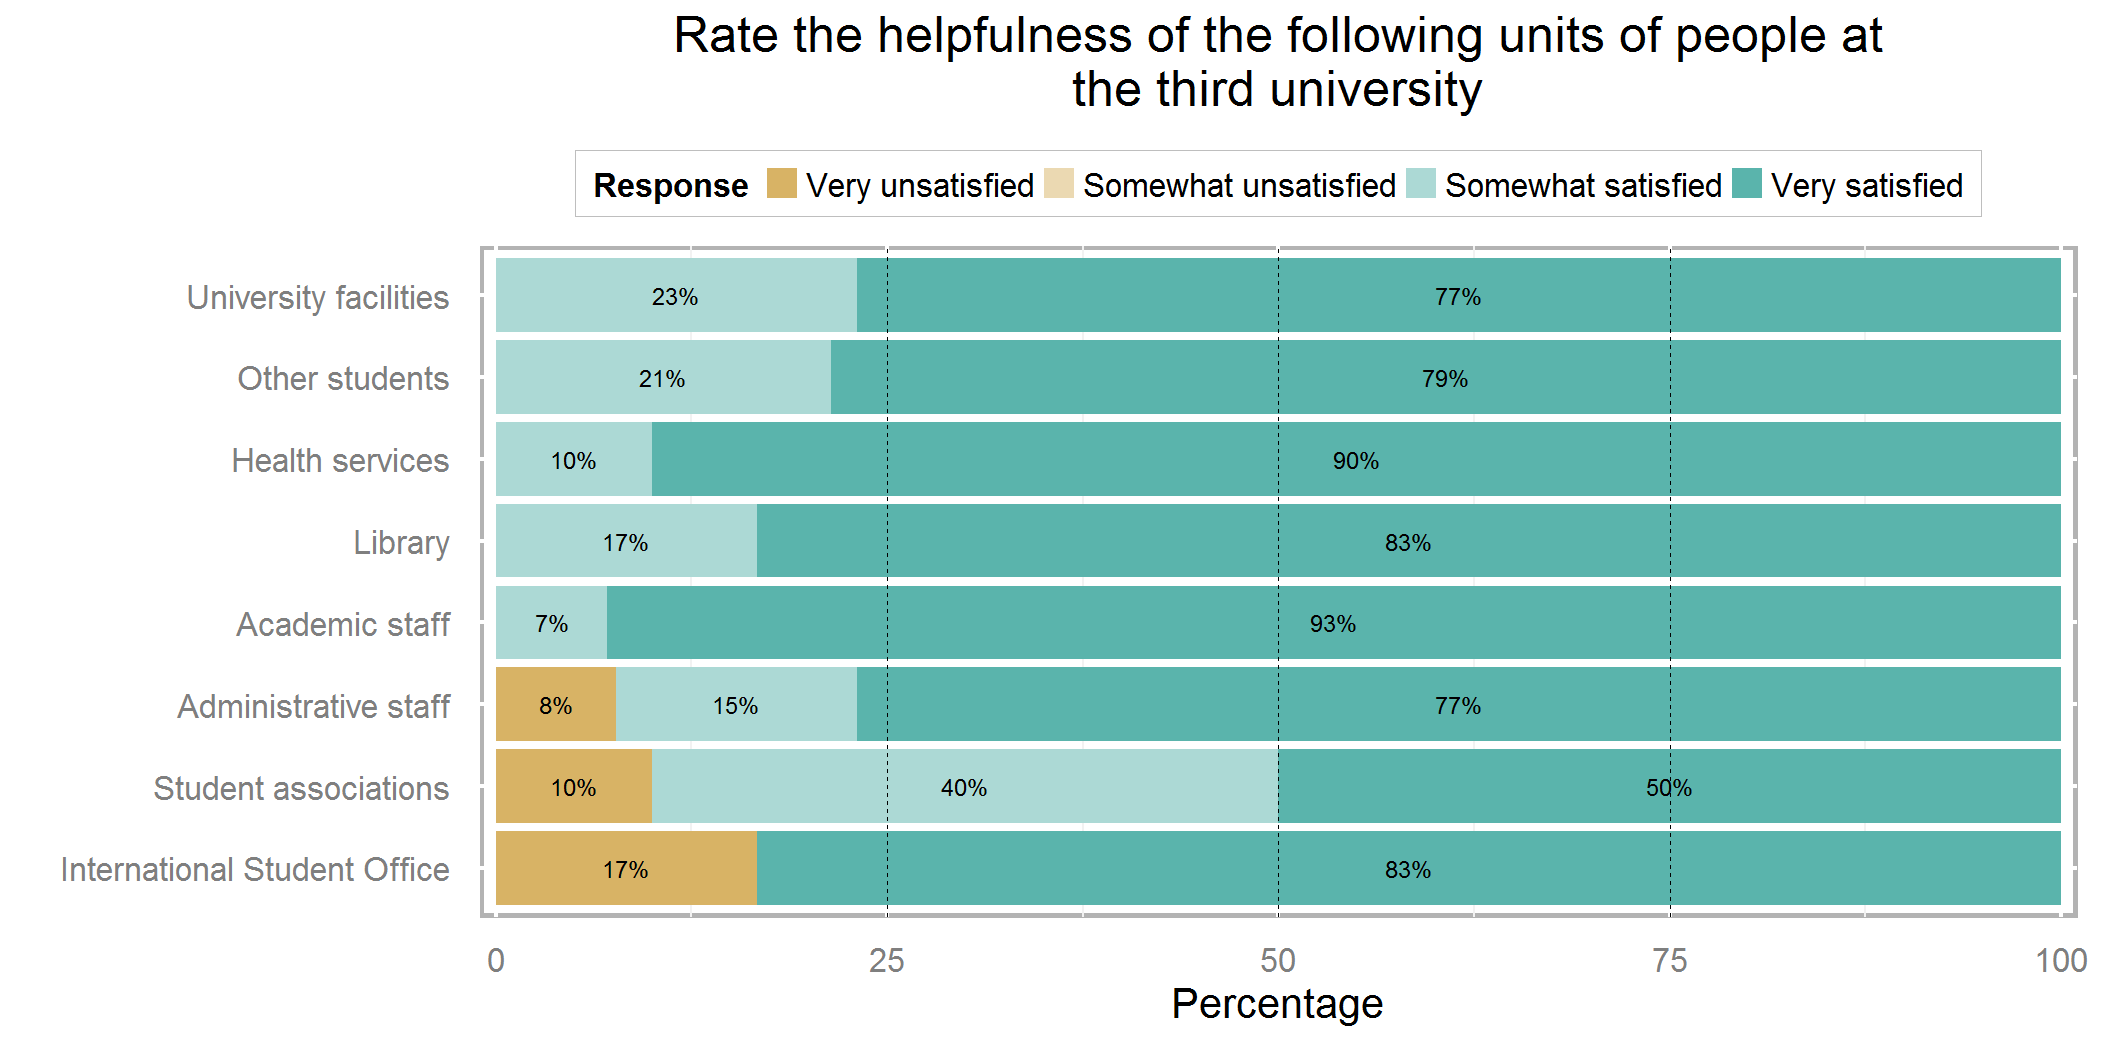 Rate the helpfulness of the following units of people at
the third university
Response Very unsatisfied Somewhat unsatisfied Somewhat satisfied Very satisfied
University facilities 23% 77%
Other students 21% 79%
Health services 10% 90%
Library 17% 83%
Academic staff 7% 93%
Administrative staff 8% 15% 77%
Student associations 10% 40% 50%
International Student Office 17% 83%
0 25 50 75 100
Percentage